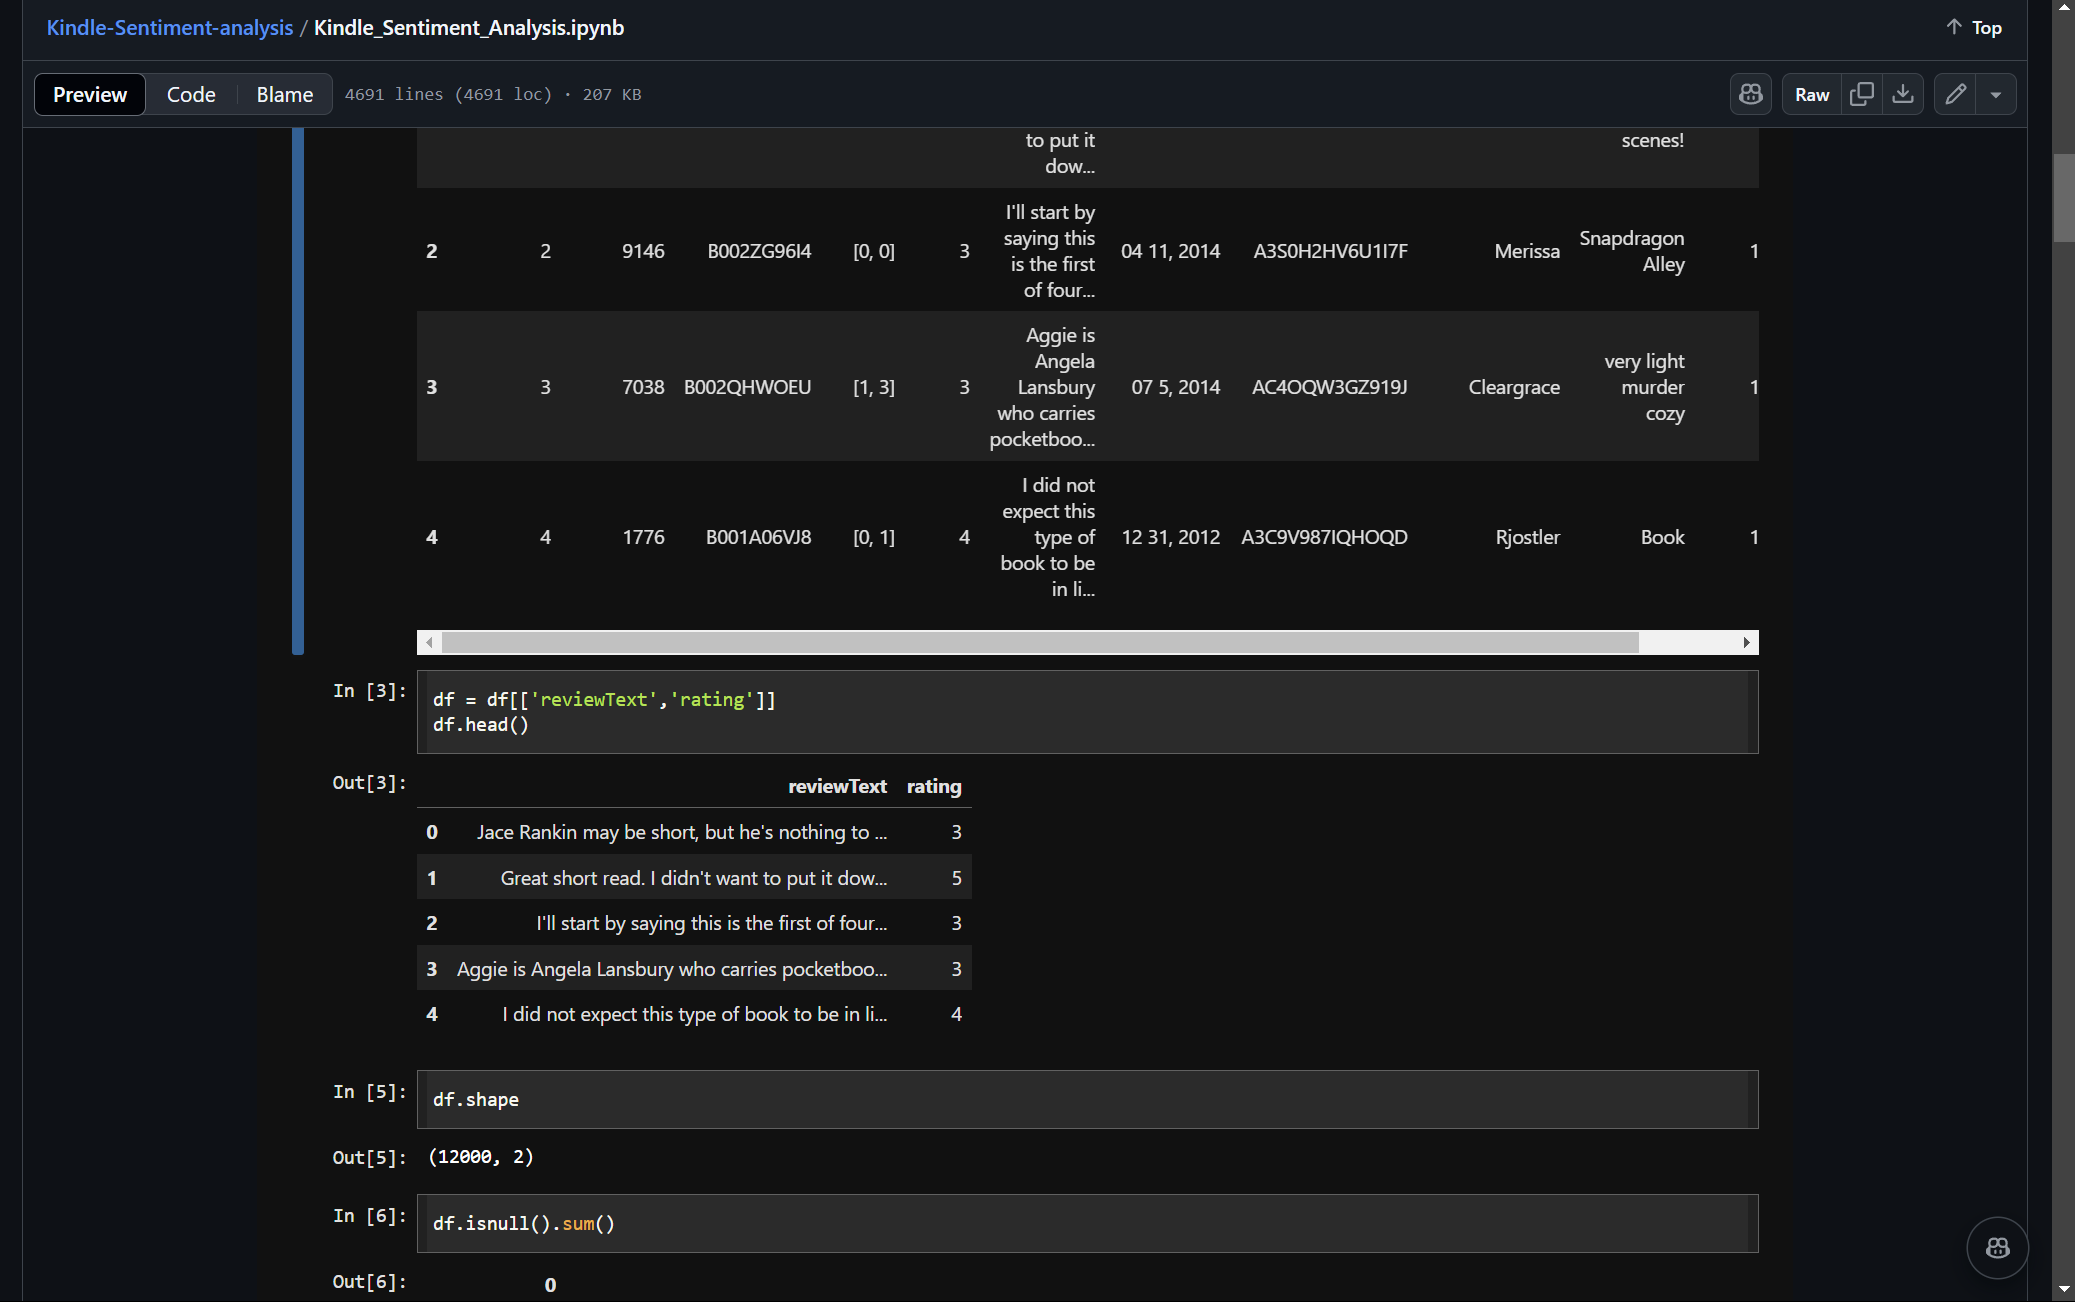 Kindle-Sentiment-analysis / Kindle_Sentiment_Analysis.ipynb
Top
Preview Code Blame 4691 lines (4691 loc) · 207 KB
Raw
to put it
dow...
scenes!
2 2 9146 B002ZG96I4 [0, 0] 3
I'll start by
saying this
is the first
of four...
04 11, 2014 A3S0H2HV6U1I7F Merissa
Snapdragon
Alley
1
3 3 7038 B002QHWOEU [1, 3] 3
Aggie is
Angela
Lansbury
who carries
pocketboo...
07 5, 2014 AC4OQW3GZ919J Cleargrace
very light
murder
cozy
1
4 4 1776 B001A06VJ8 [0, 1] 4
I did not
expect this
type of
book to be
in li...
12 31, 2012 A3C9V987IQHOQD Rjostler Book 1
In [3]:
df = df[['reviewText','rating']]
df.head()
Out[3]:
reviewText rating
0 Jace Rankin may be short, but he's nothing to ... 3
1 Great short read. I didn't want to put it dow... 5
2 I'll start by saying this is the first of four... 3
3 Aggie is Angela Lansbury who carries pocketboo... 3
4 I did not expect this type of book to be in li... 4
In [5]:
df.shape
Out[5]: (12000, 2)
In [6]:
df.isnull().sum()
Out[6]: 0